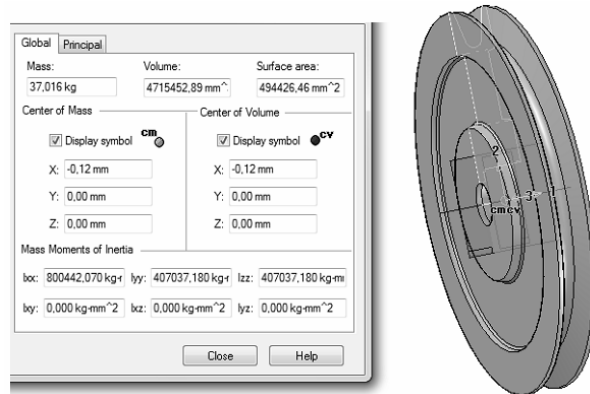 Global Principal
Mass: Volume: Surface area:
37,016 kg 4715452,89 mm^ 494426,46 mm^2
Center of Mass Center of Volume
Display symbol cm Display symbol cv
X: -0,12 mm X: -0,12 mm
Y: 0,00 mm Y: 0,00 mm
Z: 0,00 mm Z: 0,00 mm
Mass Moments of Inertia
Ixx: 800442,070 kg-r Iyy: 407037,180 kg-r Izz: 407037,180 kg-mi
Ixy: 0,000 kg-mm^2 Ixz: 0,000 kg-mm^2 Iyz: 0,000 kg-mm^2
Close Help
2
3 1
cmcv